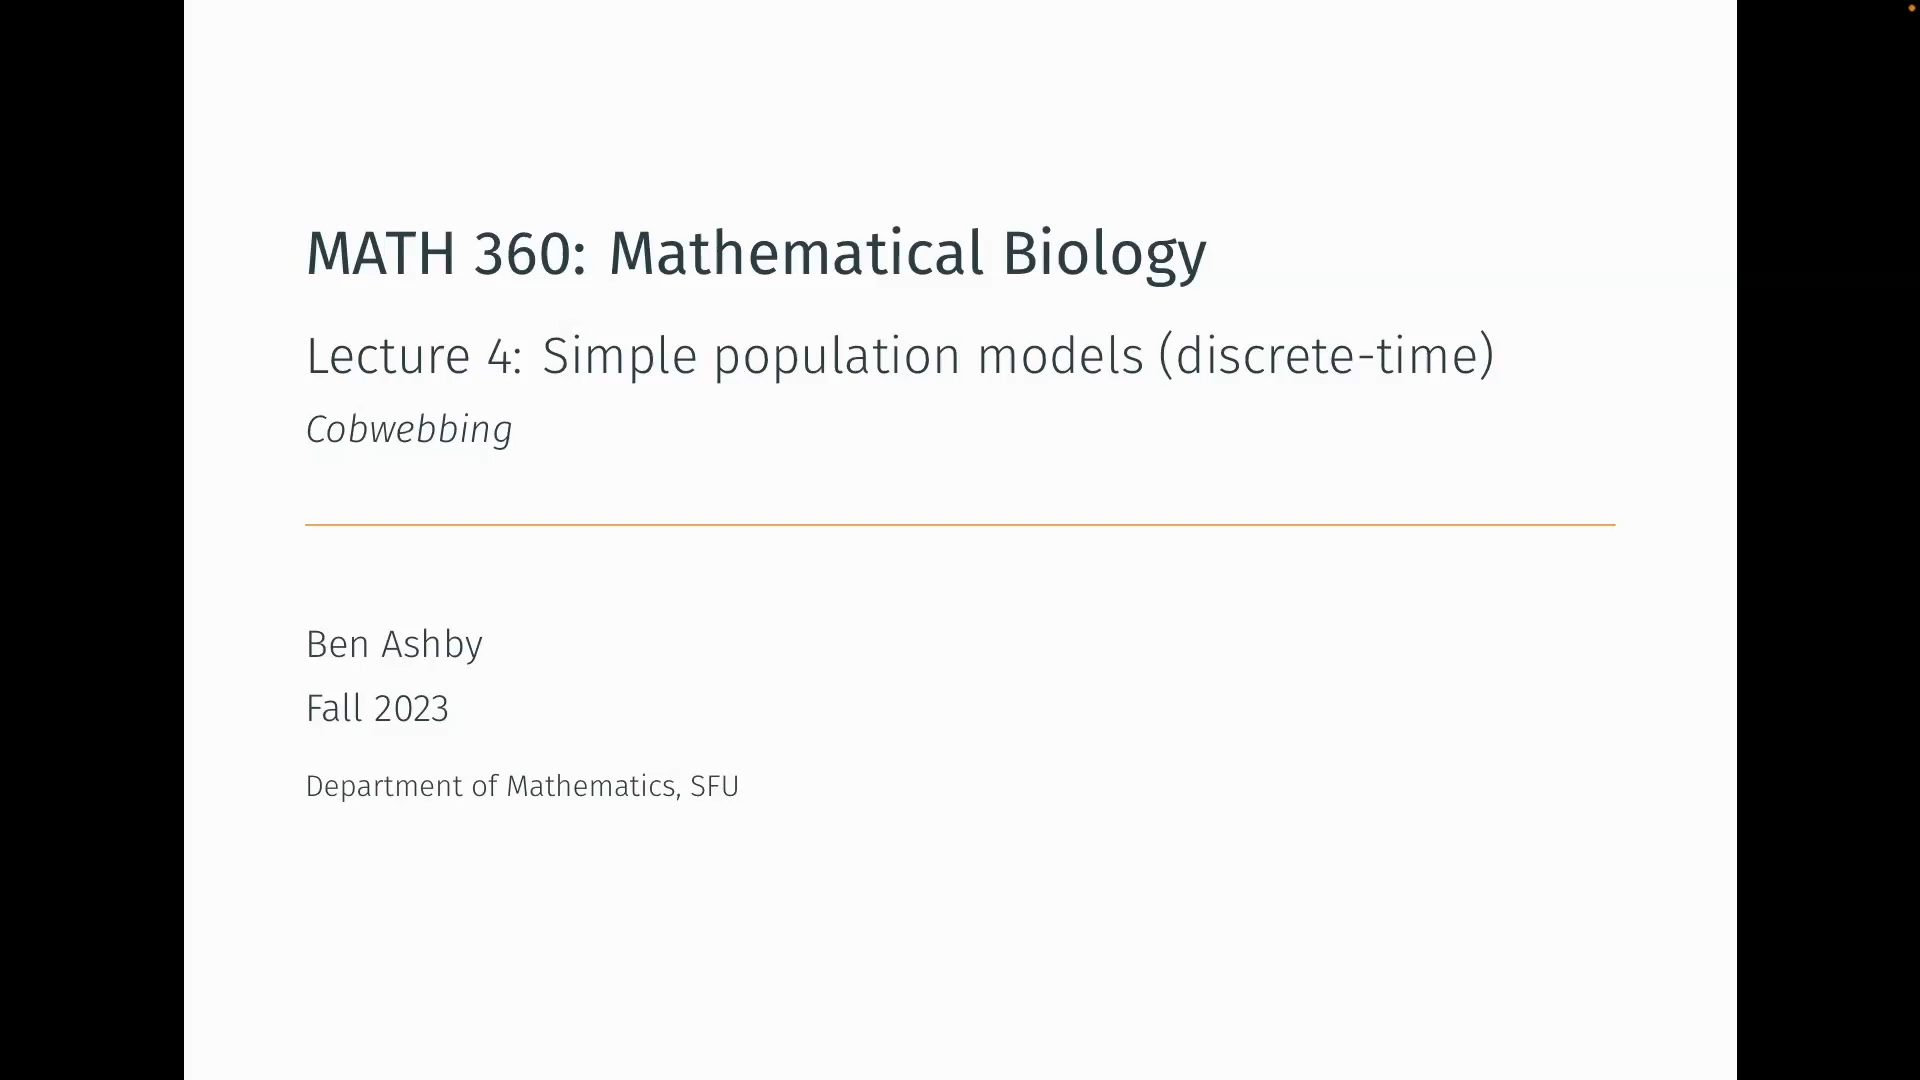 MATH 360: Mathematical Biology
Lecture 4: Simple population models (discrete-time)
Cobwebbing
Ben Ashby
Fall 2023
Department of Mathematics, SFU